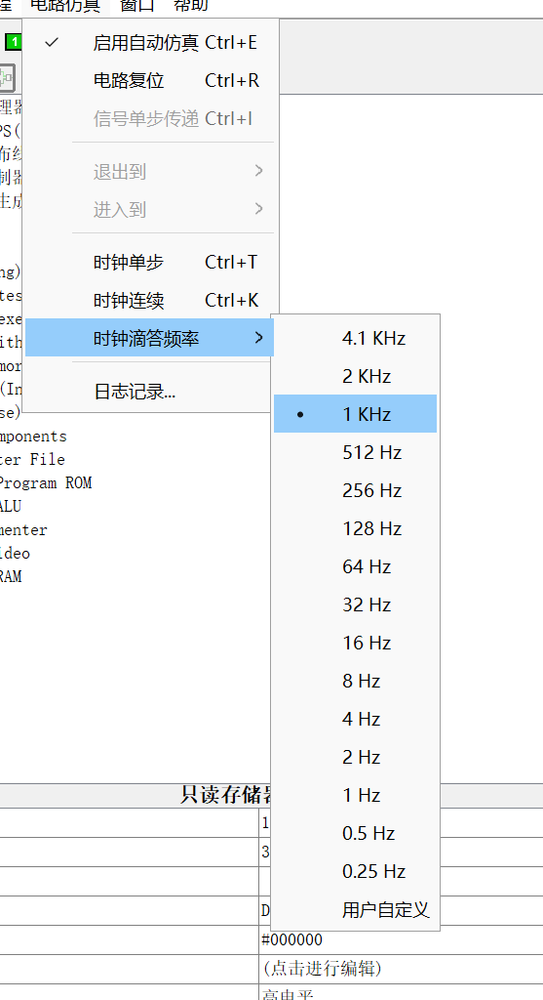 程 电路仿真 窗口 帮助
1
启用自动仿真 Ctrl+E
电路复位 Ctrl+R
信号单步传递 Ctrl+I
退出到
进入到
时钟单步 Ctrl+T
时钟连续 Ctrl+K
时钟滴答频率
日志记录...
4.1 KHz
2 KHz
1 KHz
512 Hz
256 Hz
128 Hz
64 Hz
32 Hz
16 Hz
8 Hz
4 Hz
2 Hz
1 Hz
0.5 Hz
0.25 Hz
用户自定义
理器
PS(
布线
制器
生成
ng)
tes
exe
ith
mor
(In
se)
mponents
ter File
Program ROM
ALU
menter
ideo
RAM
只读存储器
1
3
D
#000000
(点击进行编辑)
高电平